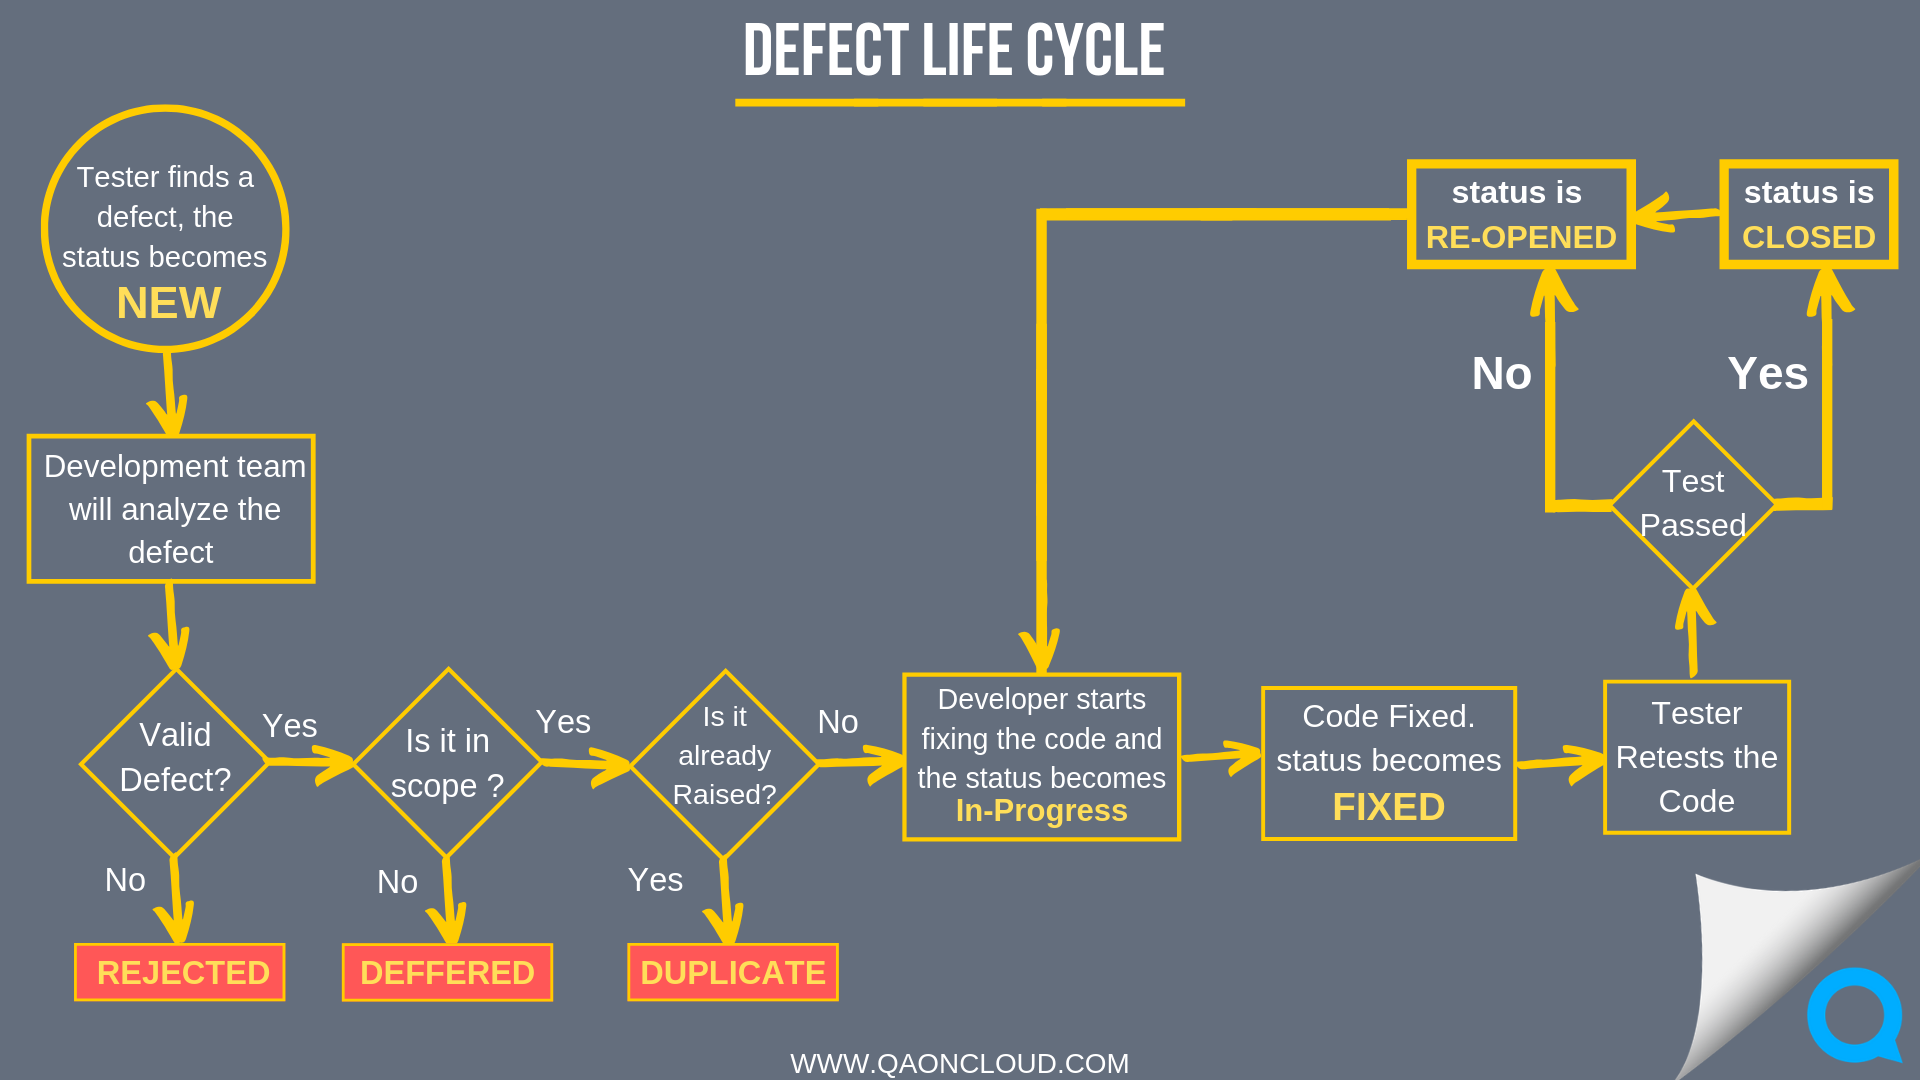 DEFECT LIFE CYCLE
Tester finds a
defect, the
status becomes
NEW
Development team
will analyze the
defect
Valid
Defect?
Yes
No
REJECTED
Is it in
scope ?
Yes
No
DEFFERED
Is it
already
Raised?
No
Yes
DUPLICATE
Developer starts
fixing the code and
the status becomes
In-Progress
Code Fixed.
status becomes
FIXED
Tester
Retests the
Code
Test
Passed
No
Yes
status is
RE-OPENED
status is
CLOSED
WWW.QAONCLOUD.COM